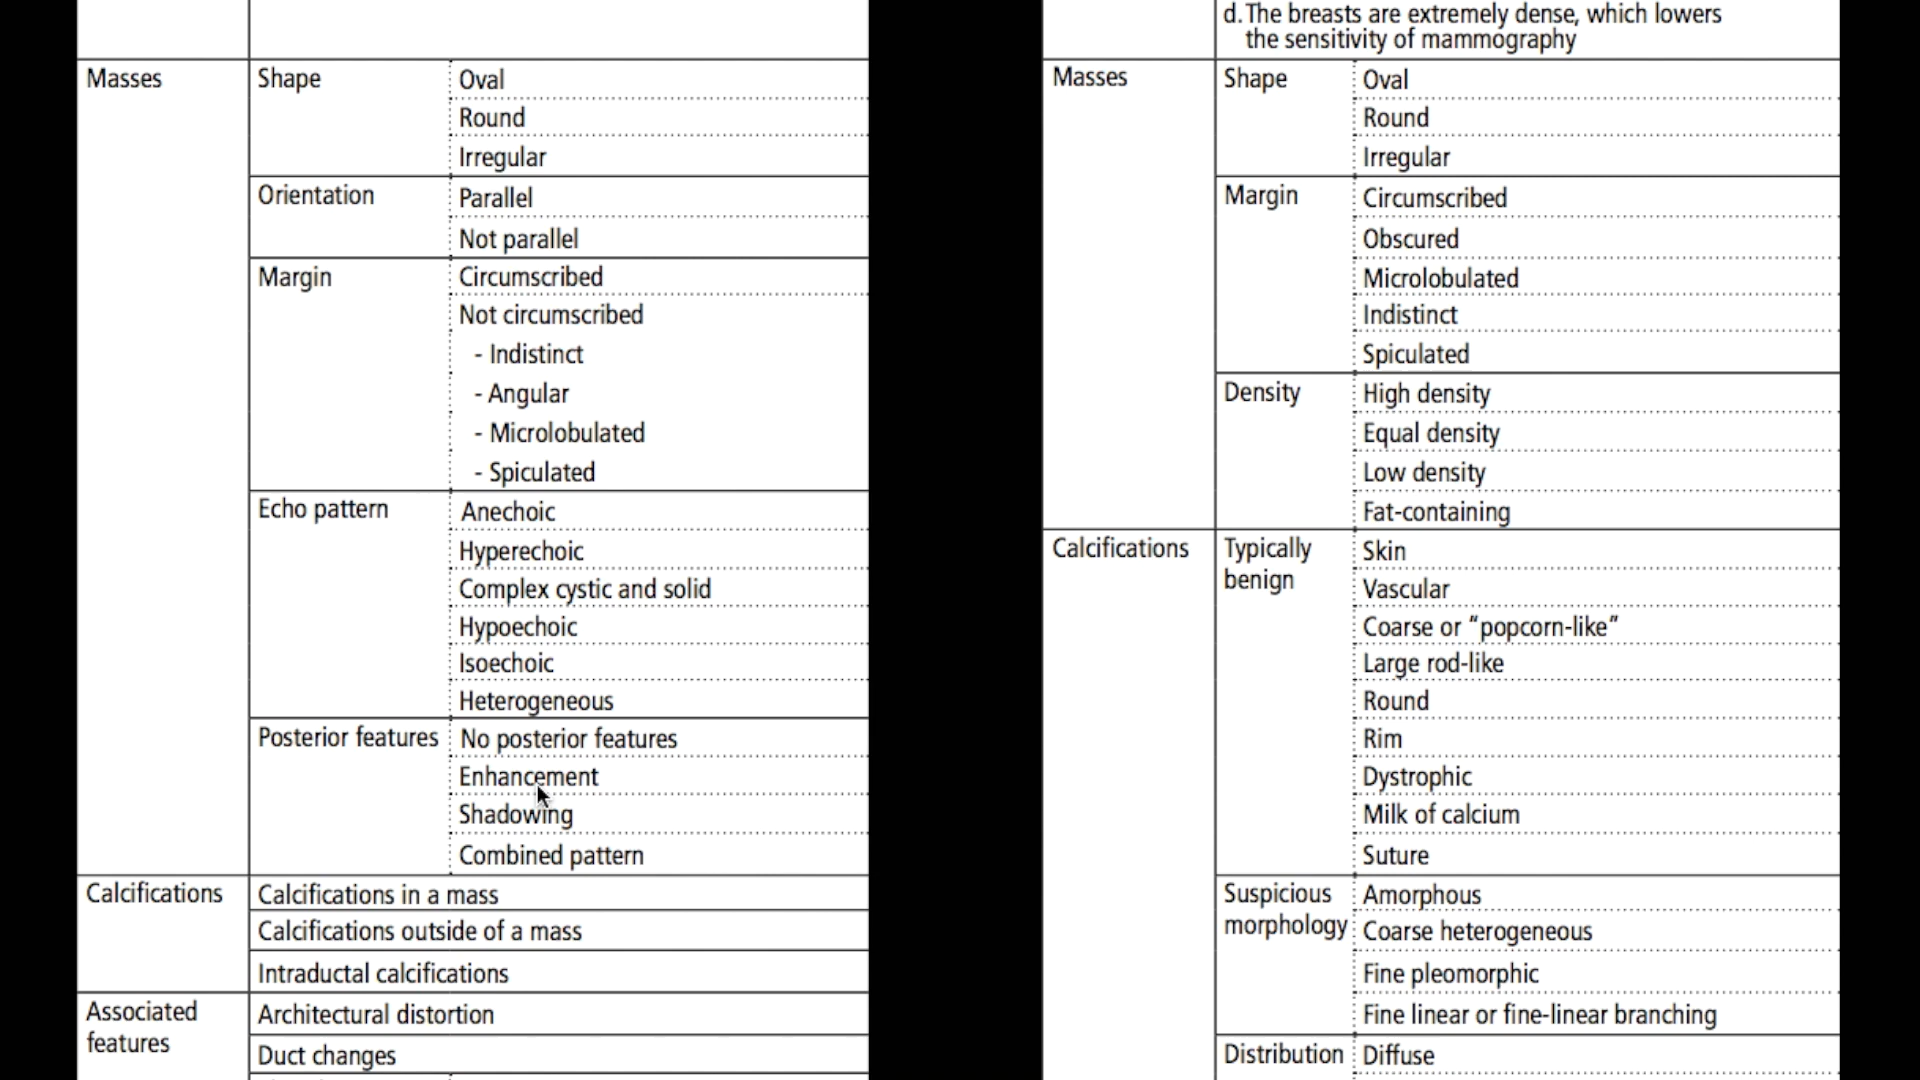 Masses
Shape
Oval
Round
Irregular
Orientation
Parallel
Not parallel
Margin
Circumscribed
Not circumscribed
- Indistinct
- Angular
- Microlobulated
- Spiculated
Echo pattern
Anechoic
Hyperechoic
Complex cystic and solid
Hypoechoic
Isoechoic
Heterogeneous
Posterior features
No posterior features
Enhancement
Shadowing
Combined pattern
Calcifications
Calcifications in a mass
Calcifications outside of a mass
Intraductal calcifications
Associated
features
Architectural distortion
Duct changes
d. The breasts are extremely dense, which lowers
the sensitivity of mammography
Masses
Shape
Oval
Round
Irregular
Margin
Circumscribed
Obscured
Microlobulated
Indistinct
Spiculated
Density
High density
Equal density
Low density
Fat-containing
Calcifications
Typically
benign
Skin
Vascular
Coarse or “popcorn-like”
Large rod-like
Round
Rim
Dystrophic
Milk of calcium
Suture
Suspicious
morphology
Amorphous
Coarse heterogeneous
Fine pleomorphic
Fine linear or fine-linear branching
Distribution
Diffuse